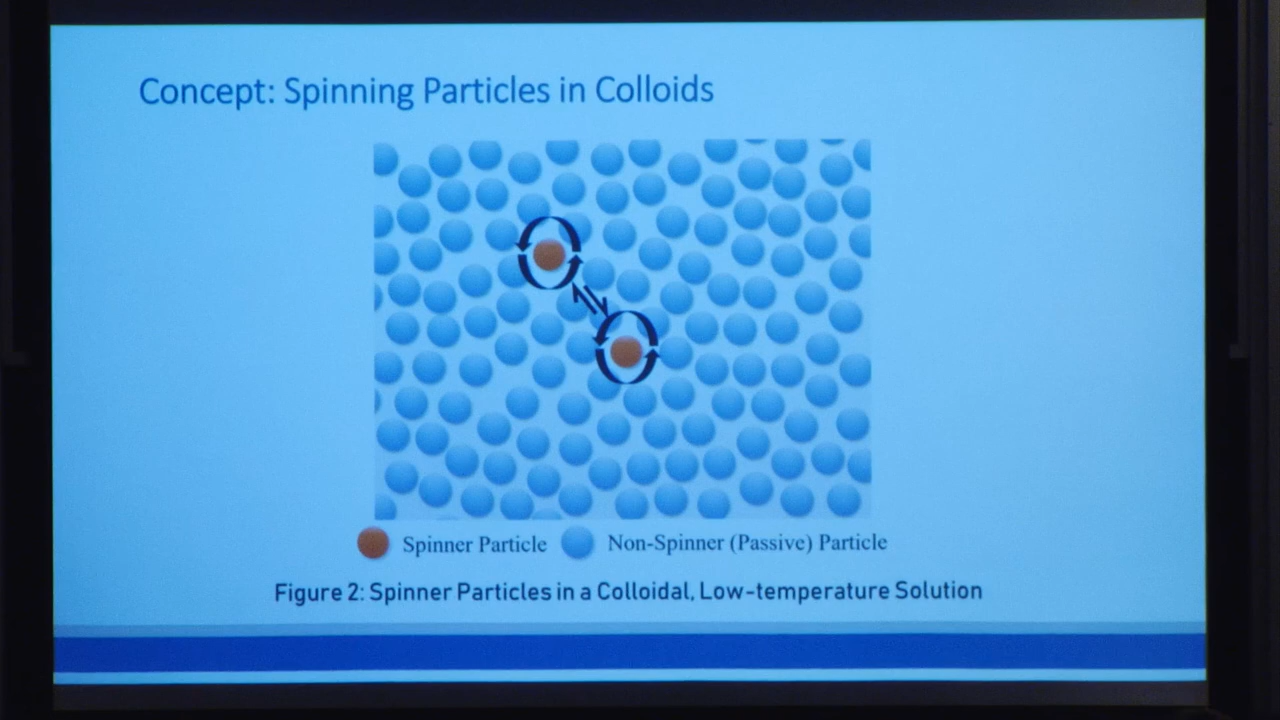 Concept: Spinning Particles in Colloids
Spinner Particle
Non-Spinner (Passive) Particle
Figure 2: Spinner Particles in a Colloidal, Low-temperature Solution